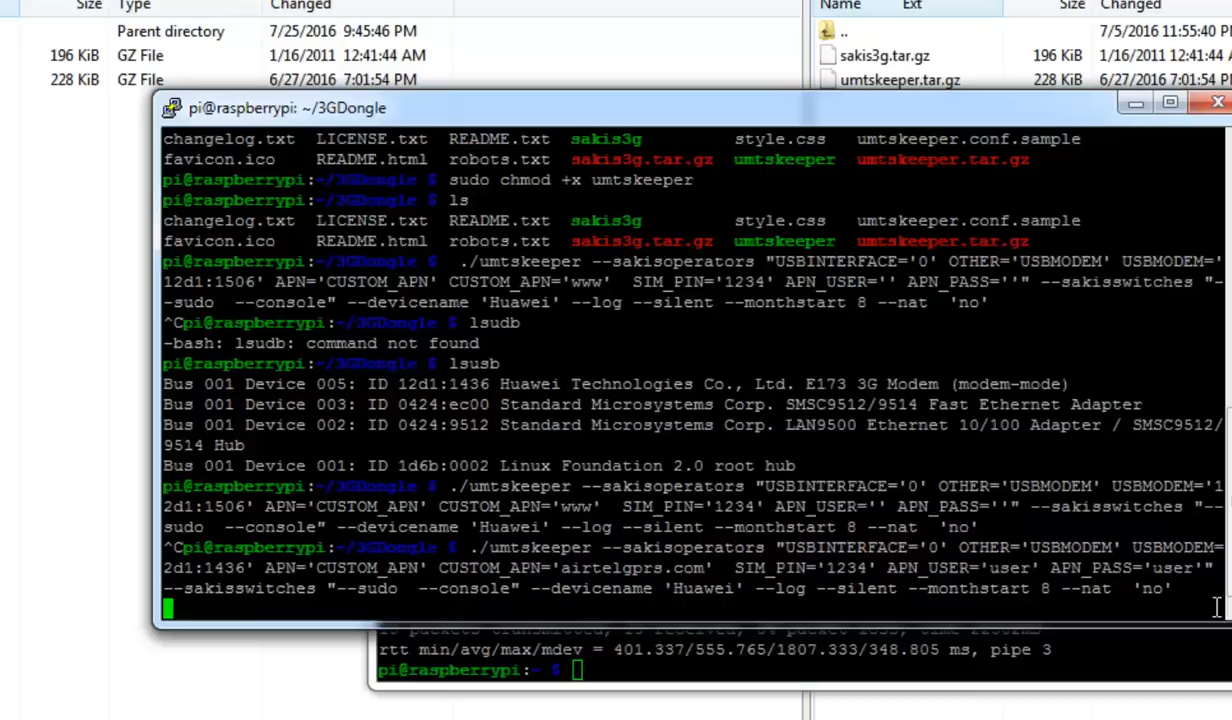 Size Type Changed Name Ext Size Changed
Parent directory 7/25/2016 9:45:46 PM .. 7/5/2016 11:55:40
196 KiB GZ File 1/16/2011 12:41:44 AM sakis3g.tar.gz 196 KiB 1/16/2011 12:41:44
228 KiB GZ File 6/27/2016 7:01:54 PM umtskeeper.tar.gz 228 KiB 6/27/2016 7:01:54 P
pi@raspberrypi: ~/3GDongle
changelog.txt LICENSE.txt README.txt sakis3g style.css umtskeeper.conf.sample
favicon.ico README.html robots.txt sakis3g.tar.gz umtskeeper umtskeeper.tar.gz
pi@raspberrypi:~/3GDongle $ sudo chmod +x umtskeeper
pi@raspberrypi:~/3GDongle $ ls
changelog.txt LICENSE.txt README.txt sakis3g style.css umtskeeper.conf.sample
favicon.ico README.html robots.txt sakis3g.tar.gz umtskeeper umtskeeper.tar.gz
pi@raspberrypi:~/3GDongle $ ./umtskeeper --sakisoperators "USBINTERFACE='0' OTHER='USBMODEM' USBMODEM='
12d1:1506' APN='CUSTOM_APN' CUSTOM_APN='www' SIM_PIN='1234' APN_USER='' APN_PASS=''" --sakisswitches "-
-sudo --console" --devicename 'Huawei' --log --silent --monthstart 8 --nat 'no'
^Cpi@raspberrypi:~/3GDongle $ lsudb
-bash: lsudb: command not found
pi@raspberrypi:~/3GDongle $ lsusb
Bus 001 Device 005: ID 12d1:1436 Huawei Technologies Co., Ltd. E173 3G Modem (modem-mode)
Bus 001 Device 003: ID 0424:ec00 Standard Microsystems Corp. SMSC9512/9514 Fast Ethernet Adapter
Bus 001 Device 002: ID 0424:9512 Standard Microsystems Corp. LAN9500 Ethernet 10/100 Adapter / SMSC9512/
9514 Hub
Bus 001 Device 001: ID 1d6b:0002 Linux Foundation 2.0 root hub
pi@raspberrypi:~/3GDongle $ ./umtskeeper --sakisoperators "USBINTERFACE='0' OTHER='USBMODEM' USBMODEM='1
2d1:1506' APN='CUSTOM_APN' CUSTOM_APN='www' SIM_PIN='1234' APN_USER='' APN_PASS=''" --sakisswitches "--
sudo --console" --devicename 'Huawei' --log --silent --monthstart 8 --nat 'no'
^Cpi@raspberrypi:~/3GDongle $ ./umtskeeper --sakisoperators "USBINTERFACE='0' OTHER='USBMODEM' USBMODEM=
2d1:1436' APN='CUSTOM_APN' CUSTOM_APN='airtelgprs.com' SIM_PIN='1234' APN_USER='user' APN_PASS='user'"
--sakisswitches "--sudo --console" --devicename 'Huawei' --log --silent --monthstart 8 --nat 'no'
rtt min/avg/max/mdev = 401.337/555.765/1807.333/348.805 ms, pipe 3
pi@raspberrypi:~ $